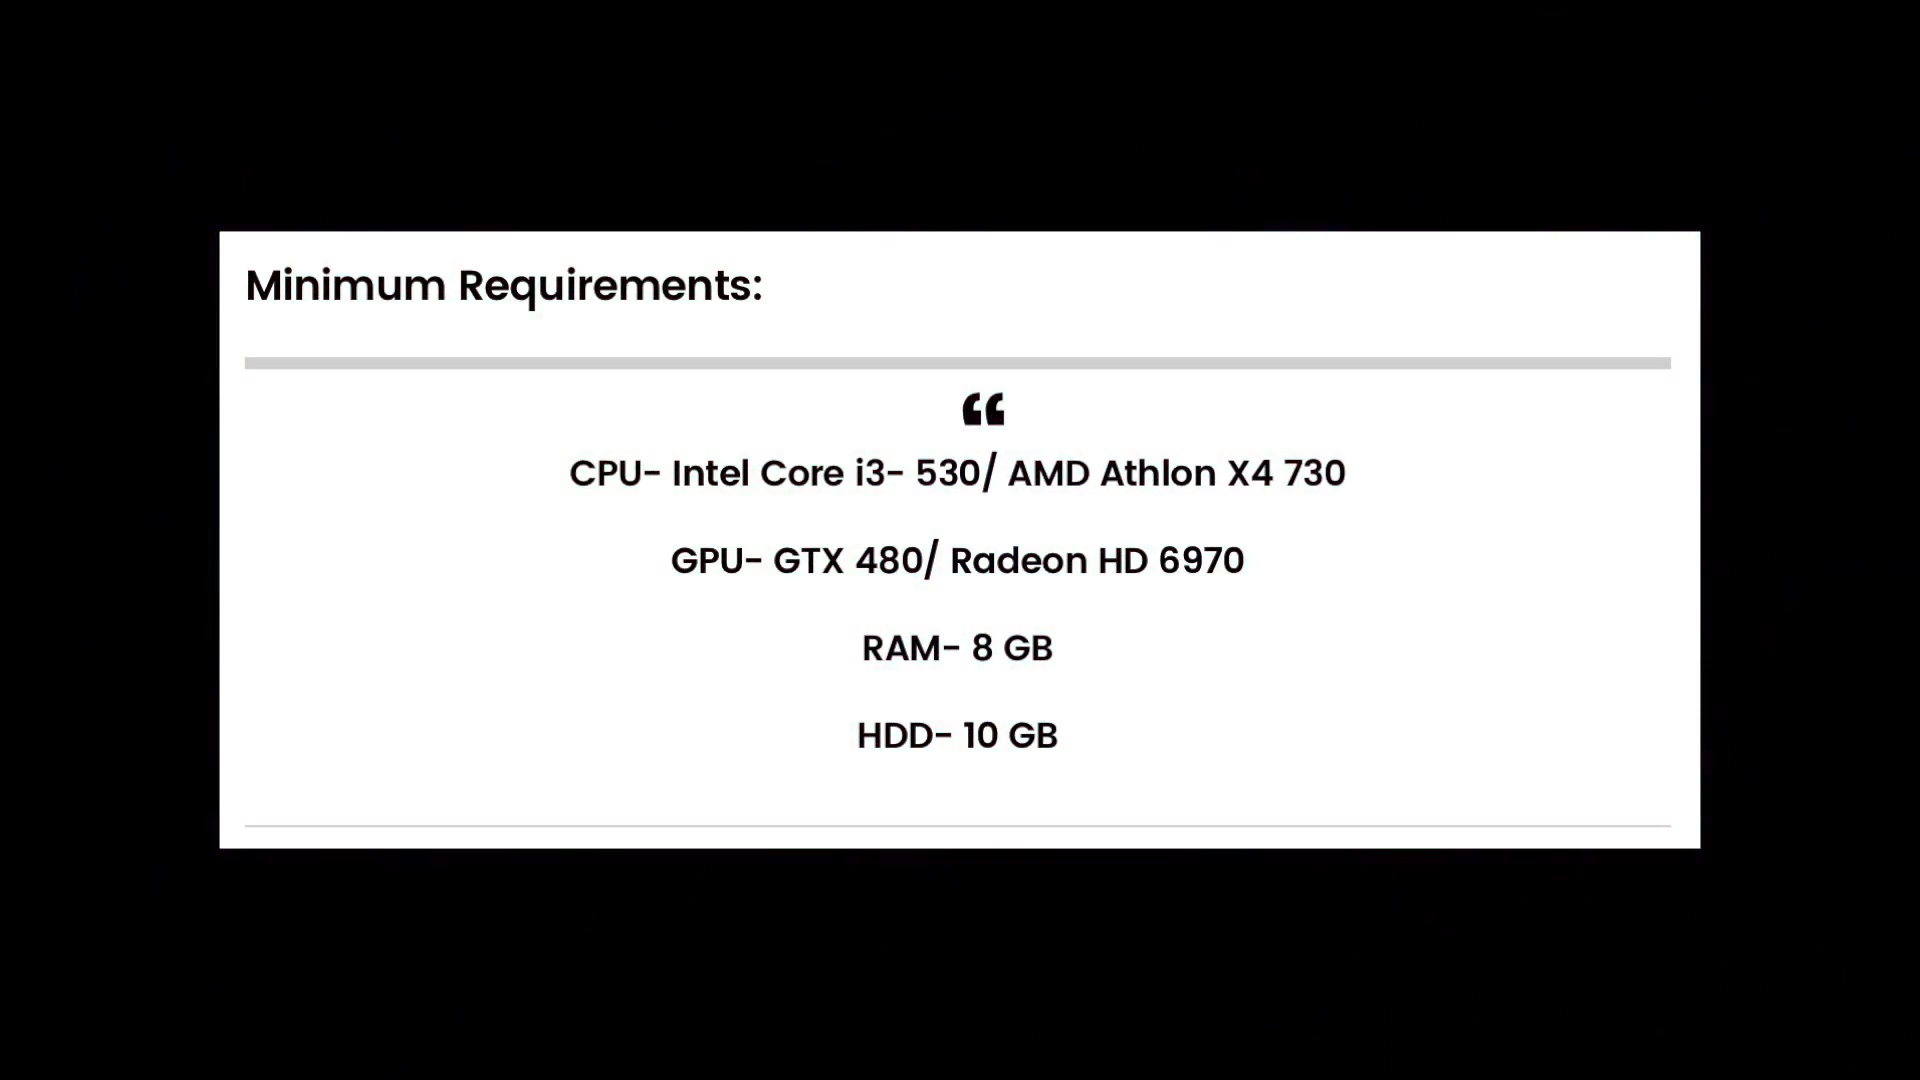 Minimum Requirements:
“
CPU- Intel Core i3- 530/ AMD Athlon X4 730
GPU- GTX 480/ Radeon HD 6970
RAM- 8 GB
HDD- 10 GB